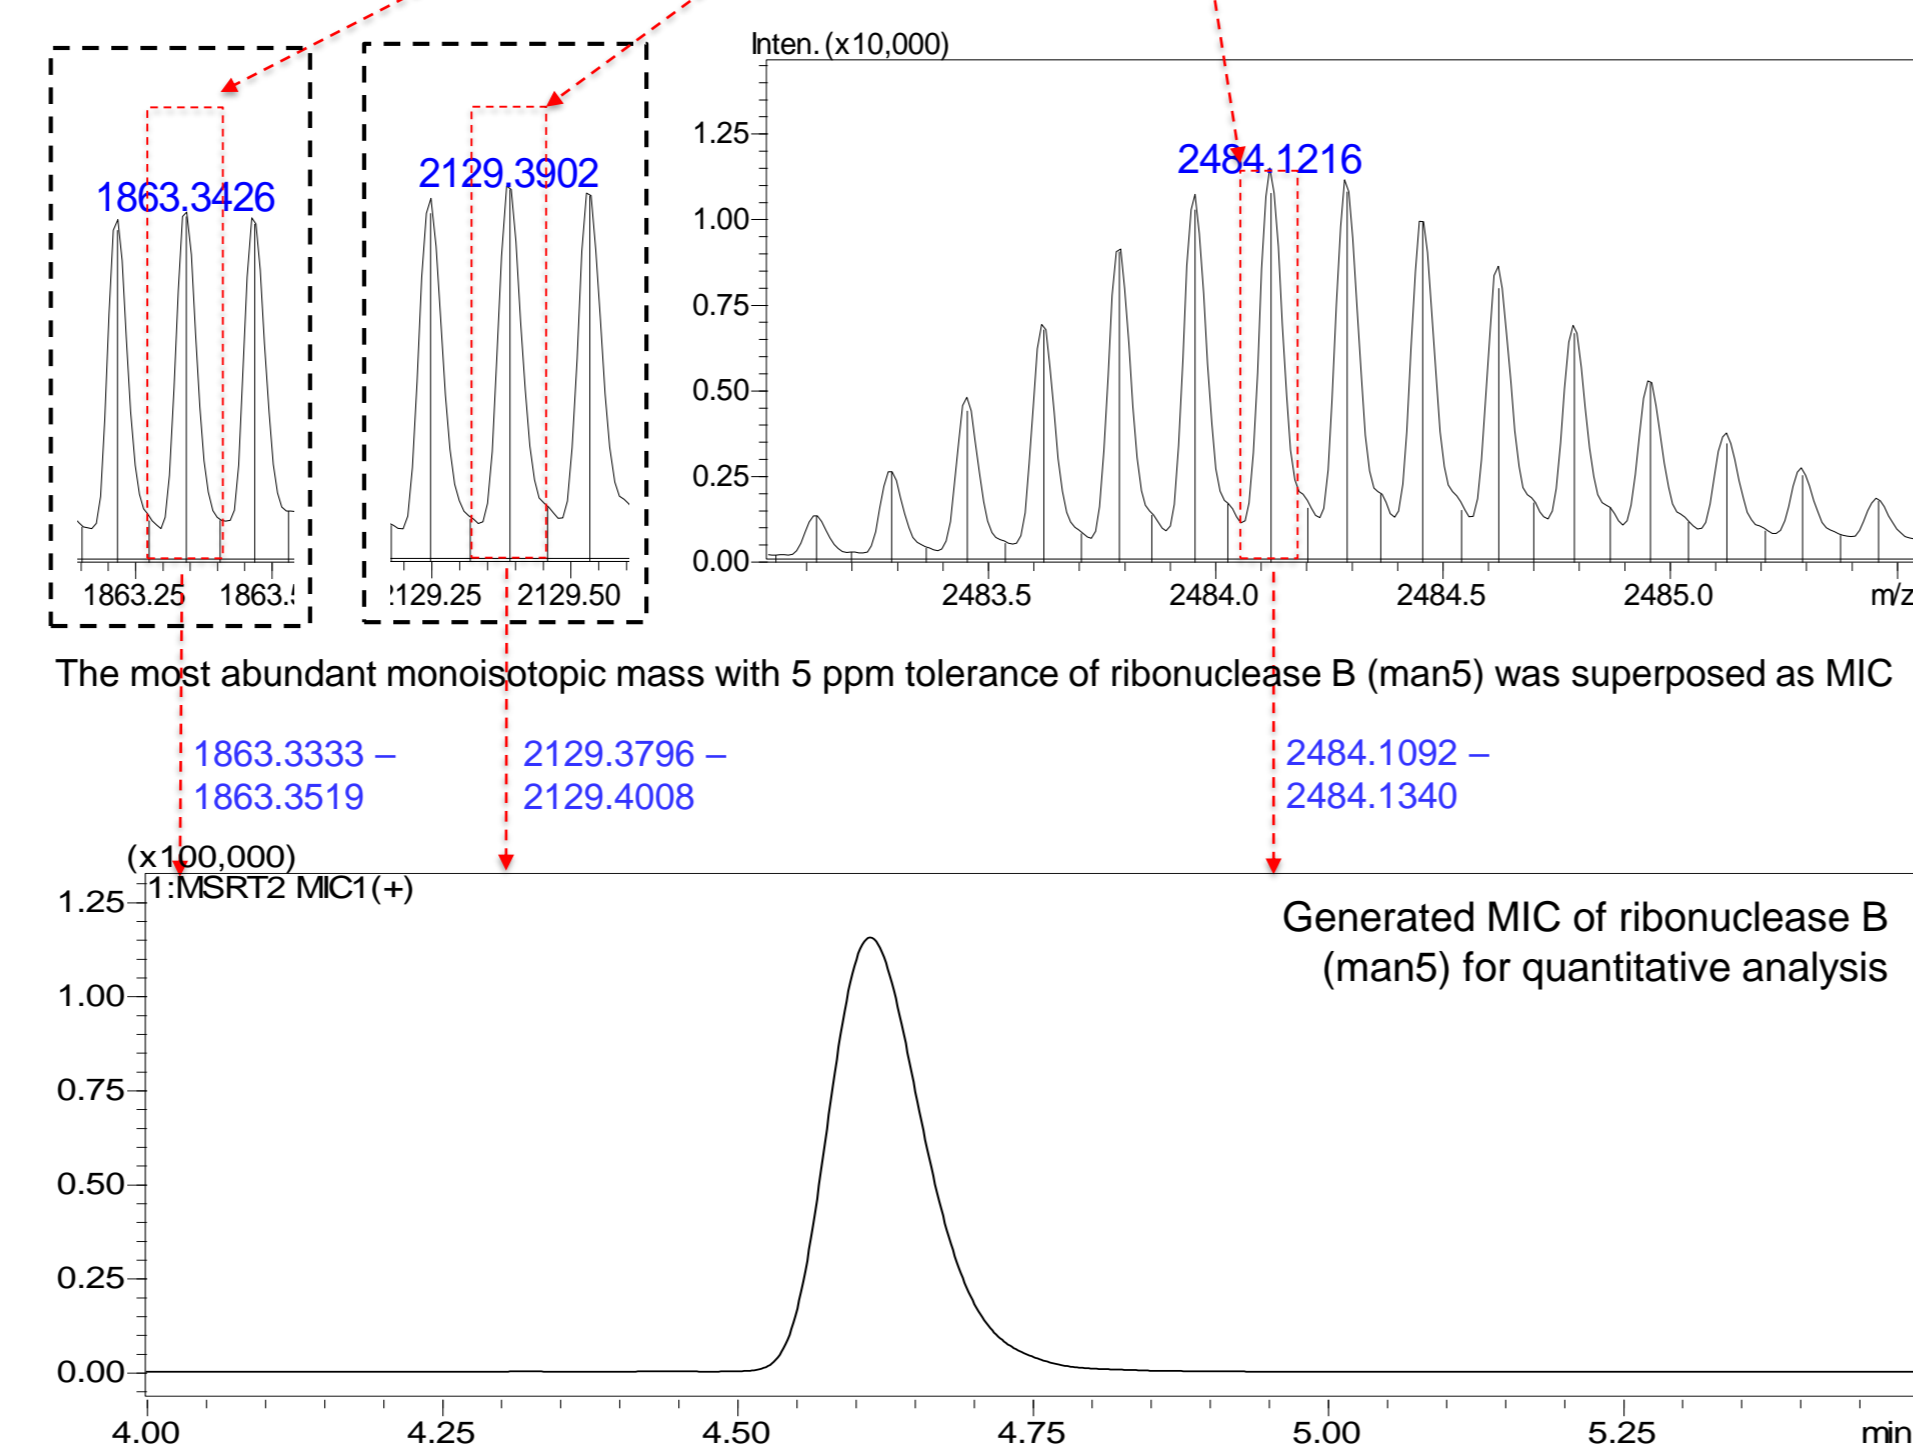 Inten. (x10,000)
1.25
1.00
0.75
0.50
0.25
0.00
1863.3426
2129.3902
2484.1216
1863.25
2129.25 2129.50
2483.5 2484.0 2484.5 2485.0 m/z
The most abundant monoisotopic mass with 5 ppm tolerance of ribonuclease B (man5) was superposed as MIC
1863.3333 –
1863.3519
2129.3796 –
2129.4008
2484.1092 –
2484.1340
(x100,000)
1:MSRT2 MIC1(+)
Generated MIC of ribonuclease B
(man5) for quantitative analysis
1.25
1.00
0.75
0.50
0.25
0.00
4.00 4.25 4.50 4.75 5.00 5.25 min